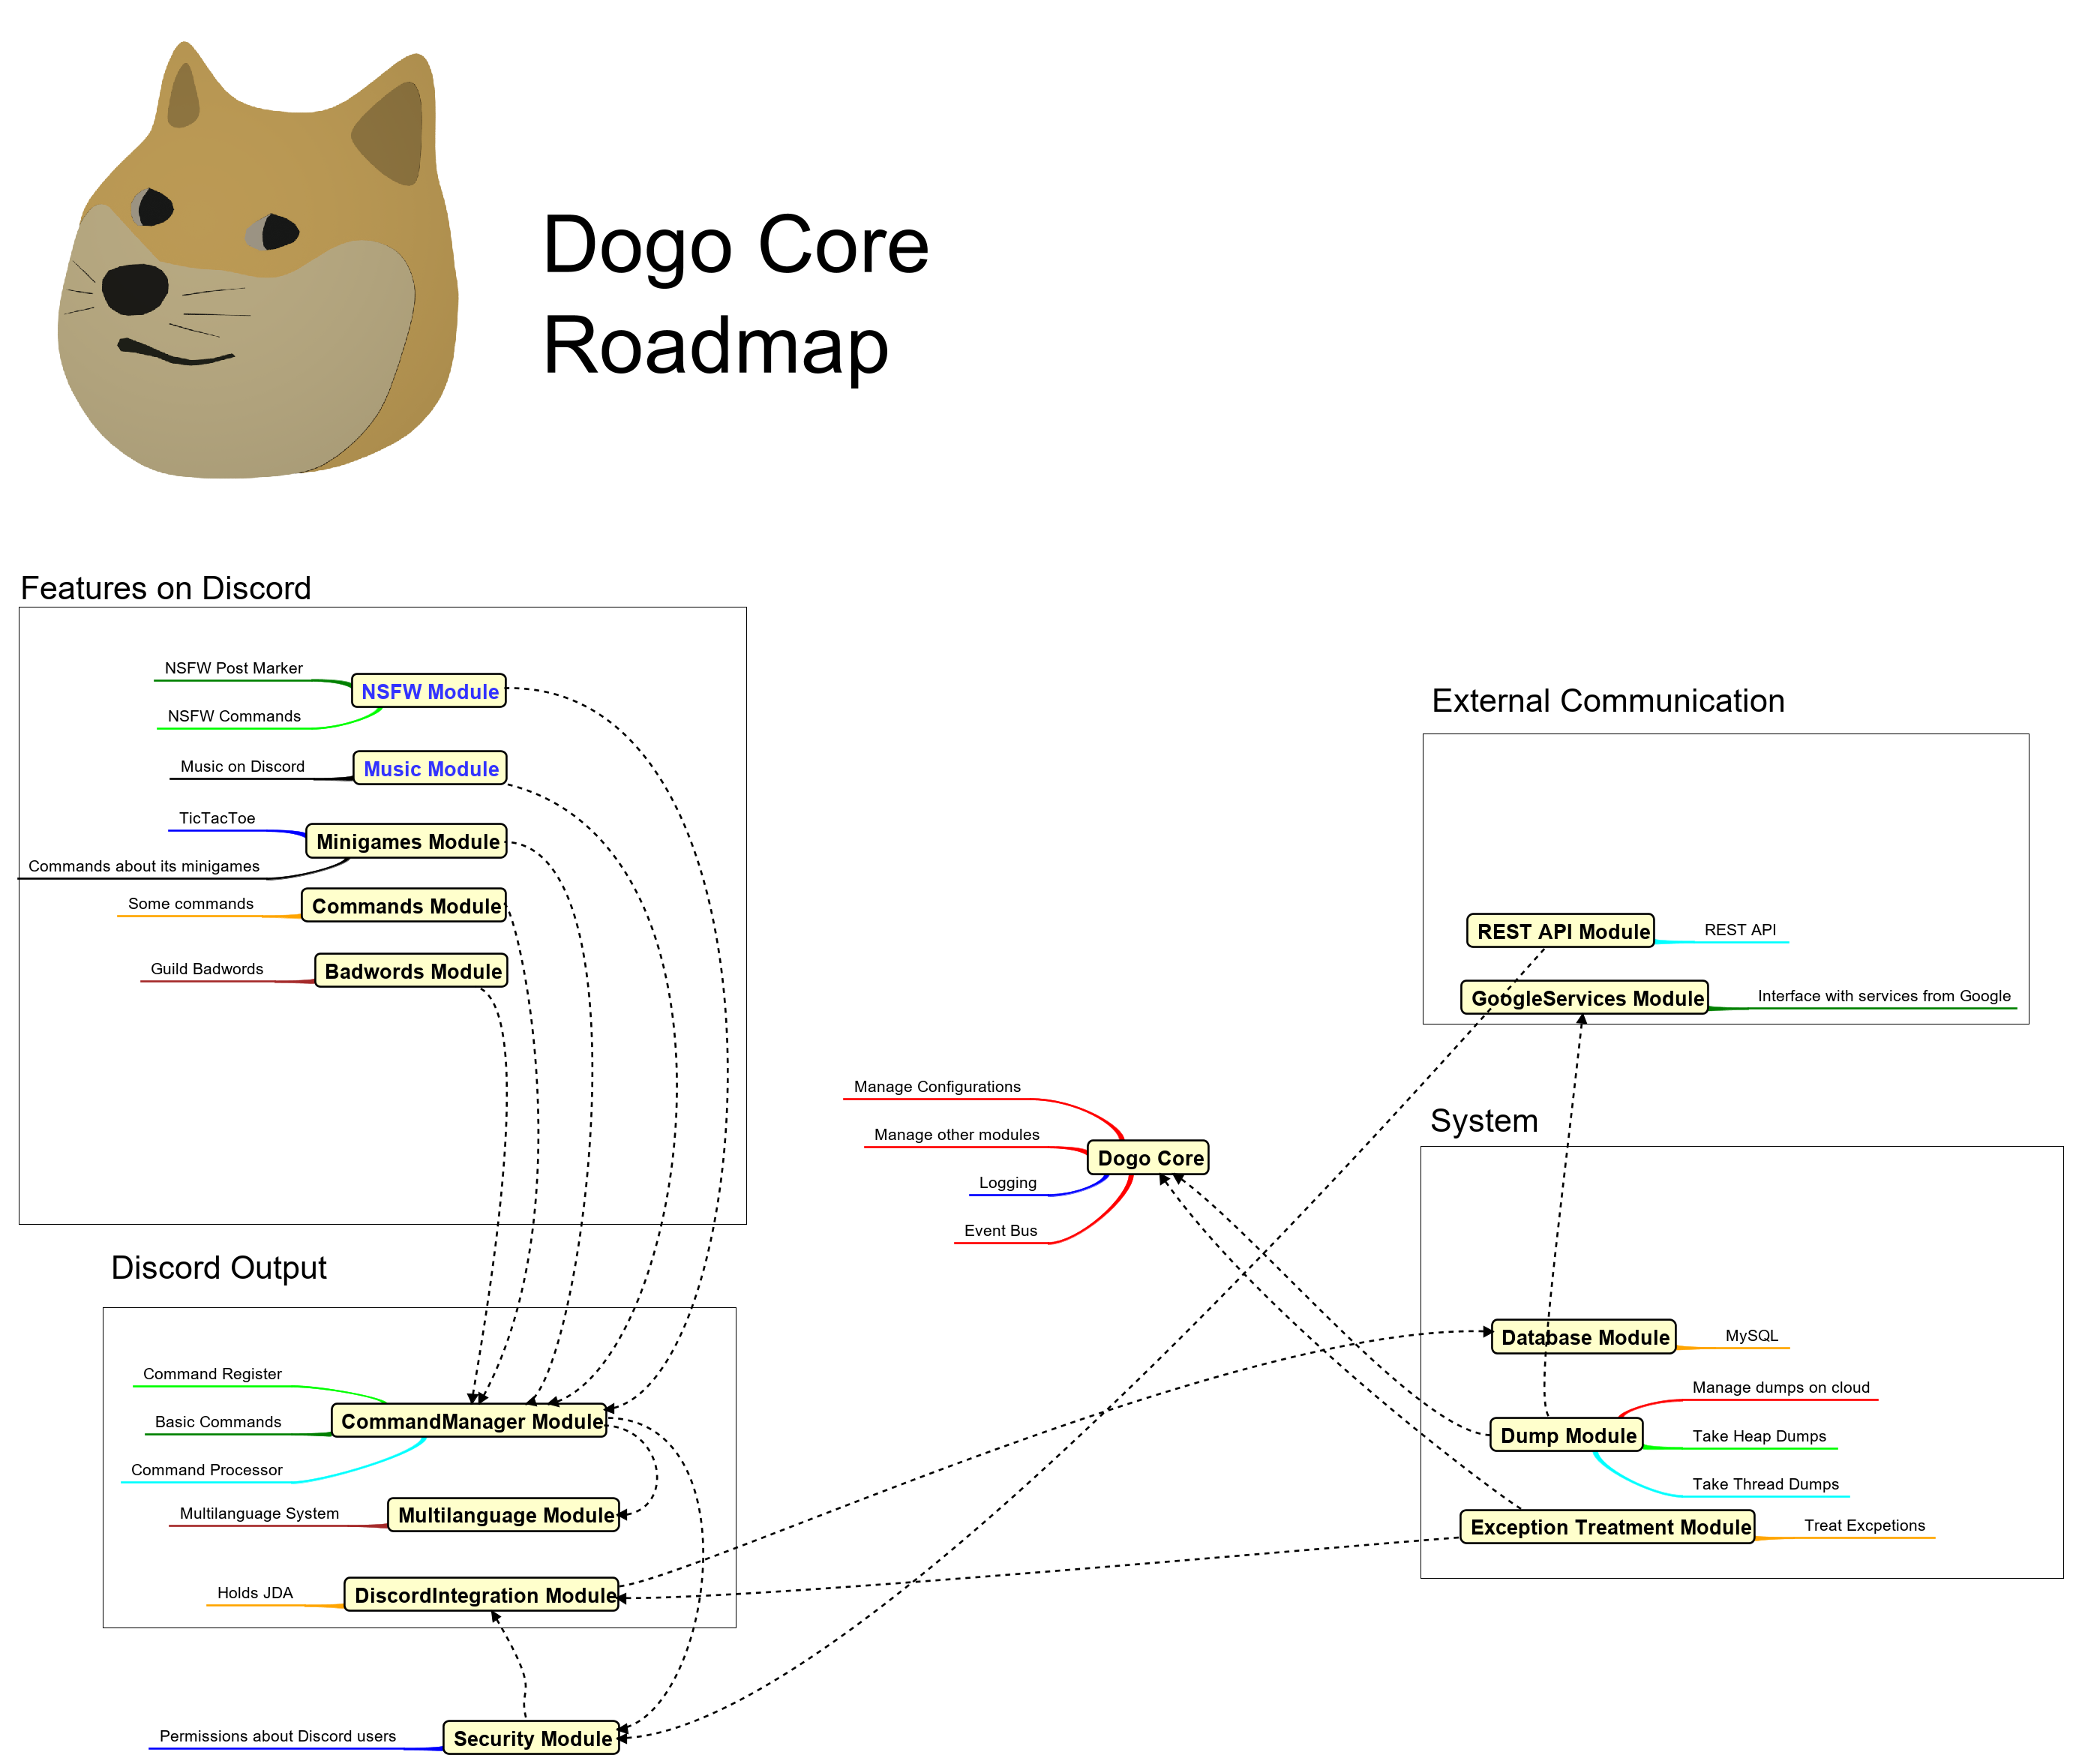 Dogo Core
Roadmap
Features on Discord
NSFW Post Marker
NSFW Module
NSFW Commands
Music on Discord
Music Module
TicTacToe
Minigames Module
Commands about its minigames
Some commands
Commands Module
Guild Badwords
Badwords Module
External Communication
REST API Module
REST API
GoogleServices Module
Interface with services from Google
Manage Configurations
Manage other modules
Dogo Core
Logging
Event Bus
System
Database Module
MySQL
Manage dumps on cloud
Dump Module
Take Heap Dumps
Take Thread Dumps
Exception Treatment Module
Treat Excpetions
Discord Output
Command Register
CommandManager Module
Basic Commands
Command Processor
Multilanguage System
Multilanguage Module
Holds JDA
DiscordIntegration Module
Permissions about Discord users
Security Module